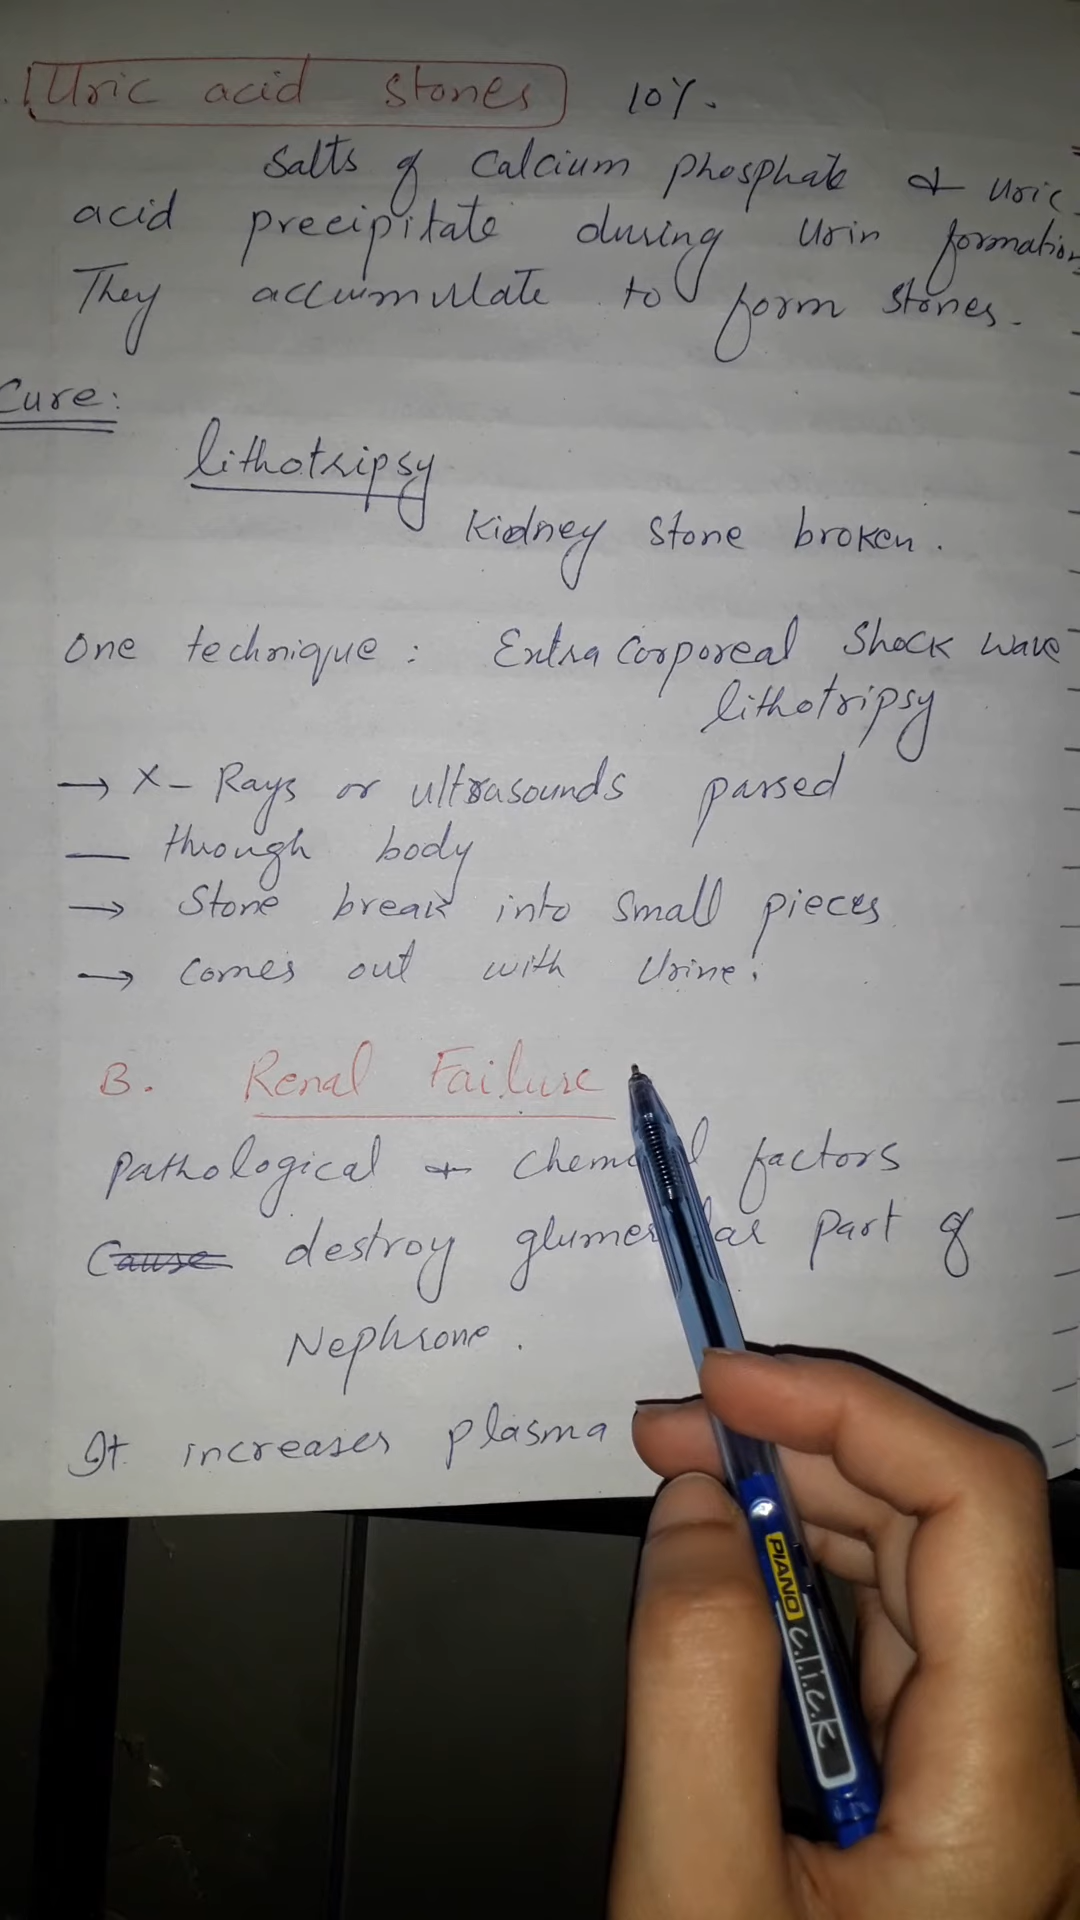 Uric acid stones 10%.
Salts of Calcium phosphate & Uric
acid precipitate during Urin formation
They accumulate to form stones.
Cure:
lithotripsy
Kidney Stone broken.
One technique: Extra Corporeal Shock wave
lithotripsy
→ X-Rays or ultrasounds passed
— through body
→ Stone break into small pieces
→ Comes out with Urine.
B. Renal Failure
pathological & factors
Cause destroy part of
Nephrone.
It increases plasma
PIANO
c.l.i.c.k